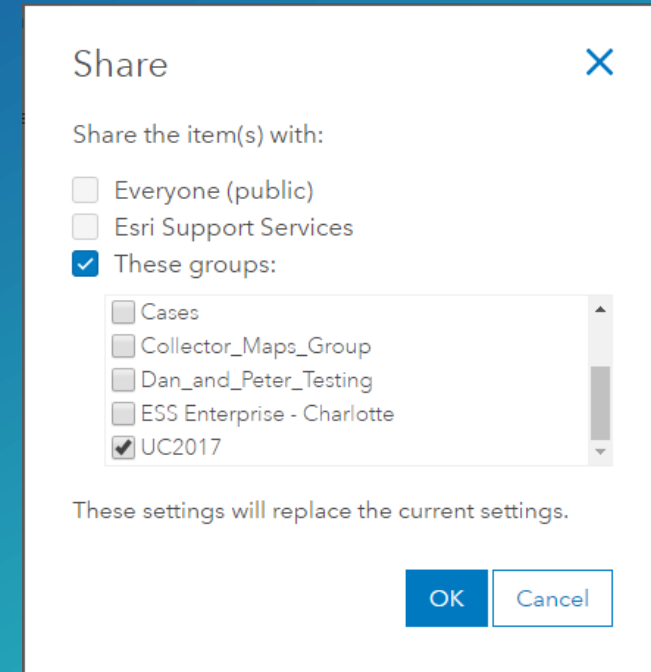 Share
Share the item(s) with:
Everyone (public)
Esri Support Services
These groups:
Cases
Collector_Maps_Group
Dan_and_Peter_Testing
ESS Enterprise - Charlotte
UC2017
These settings will replace the current settings.
OK
Cancel